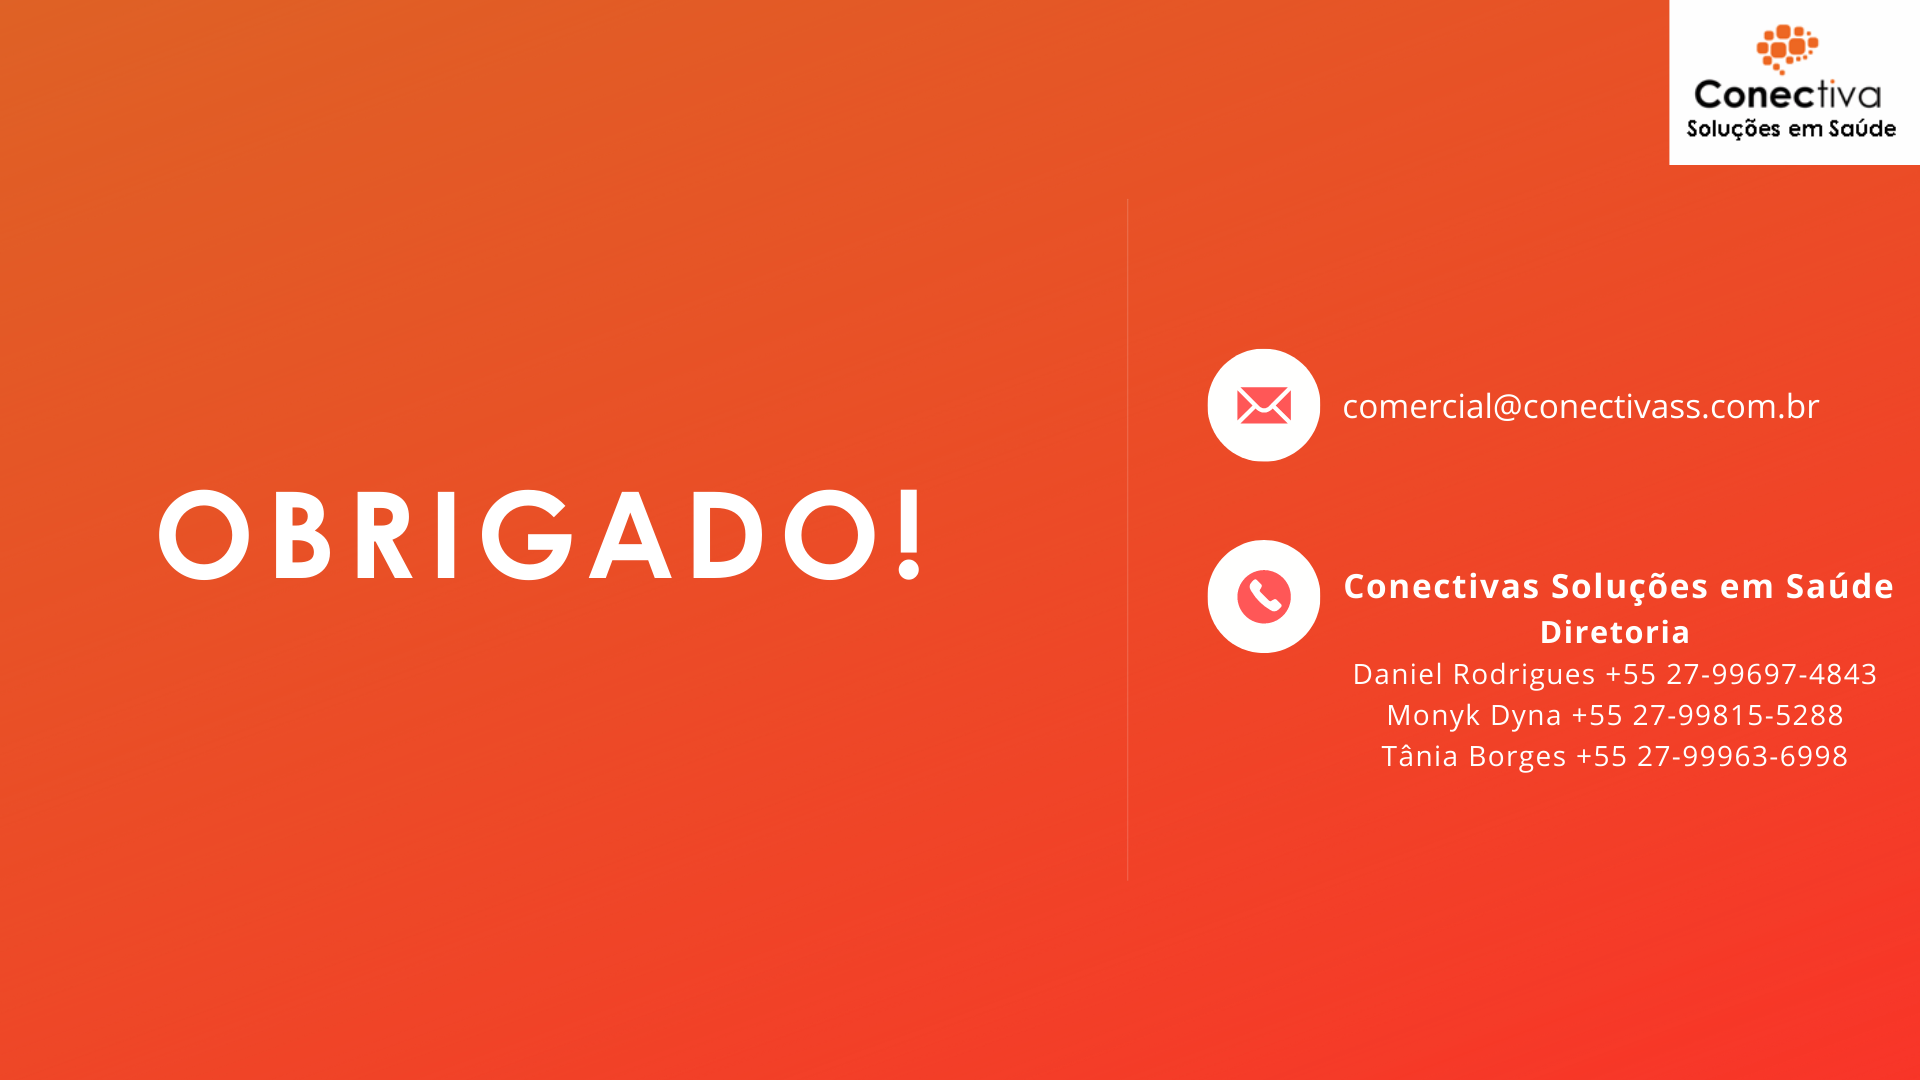 Conectiva
Soluções em Saúde
OBRIGADO!
comercial@conectivass.com.br
Conectivas Soluções em Saúde
Diretoria
Daniel Rodrigues +55 27-99697-4843
Monyk Dyna +55 27-99815-5288
Tânia Borges +55 27-99963-6998